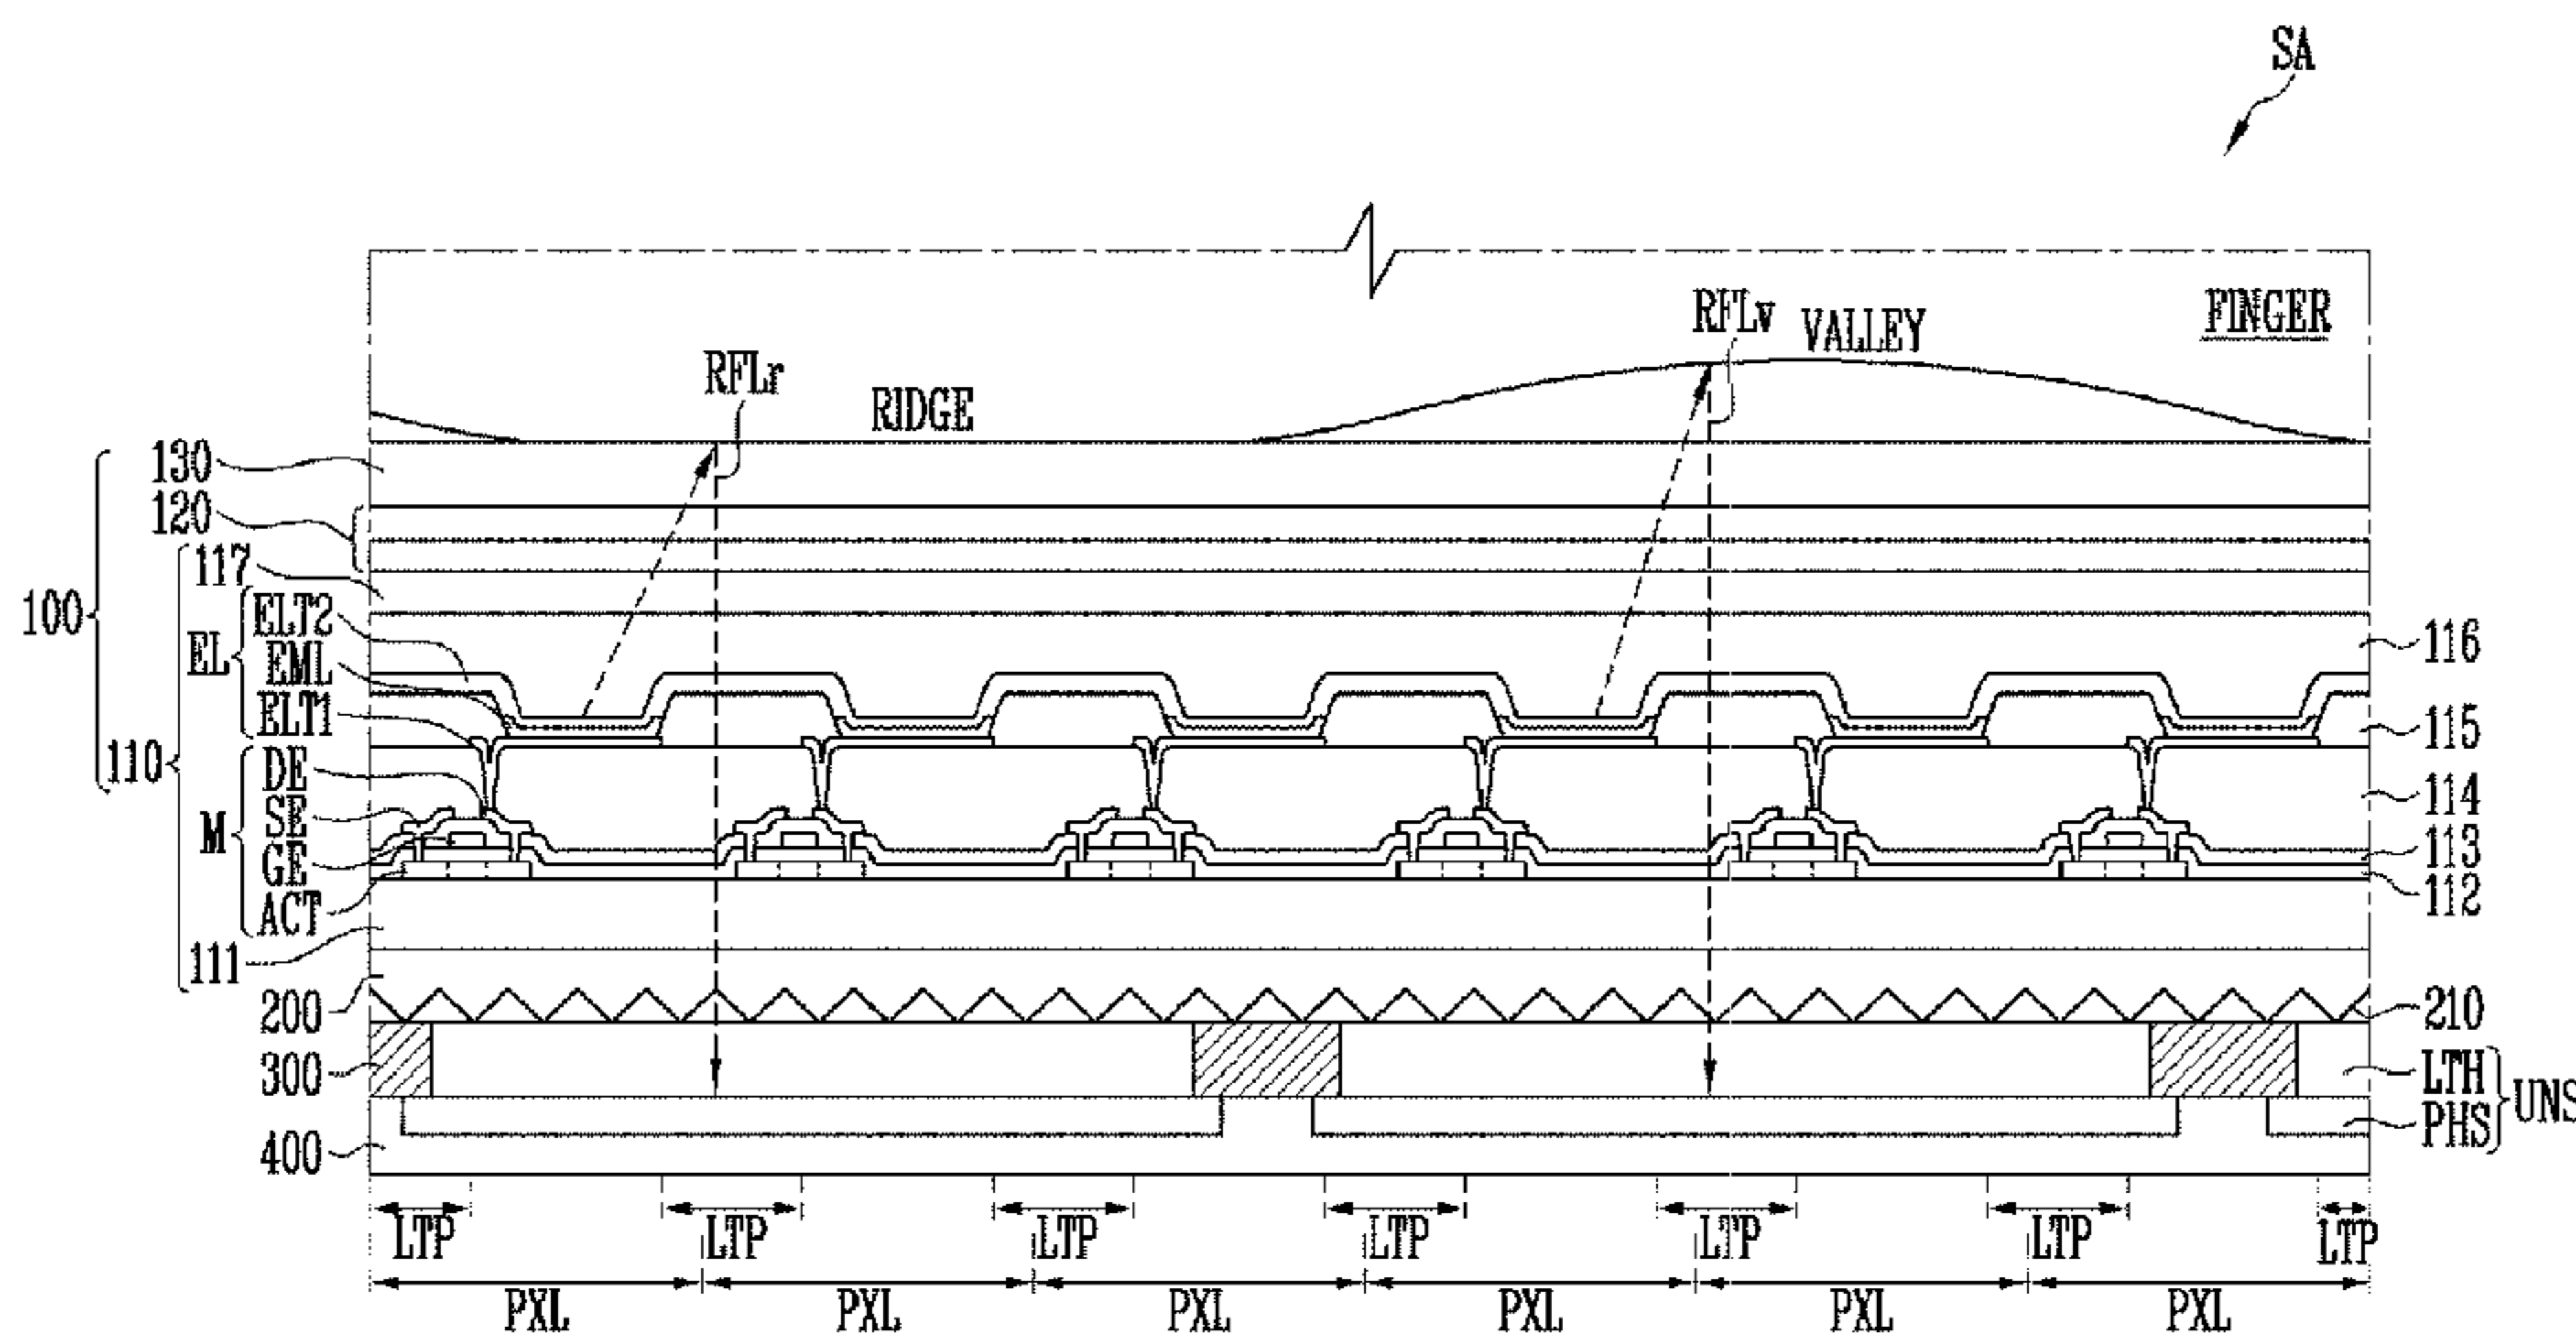 SA
RFLv
VALLEY
FINGER
RFLr
RIDGE
130
120
117
100
EL
ELT2
EML
ELT1
110
M
DE
SE
GE
ACT
111
200
300
400
116
115
114
113
112
210
LTH
PHS
UNS
LTP LTP LTP LTP LTP LTP LTP
PXL PXL PXL PXL PXL PXL